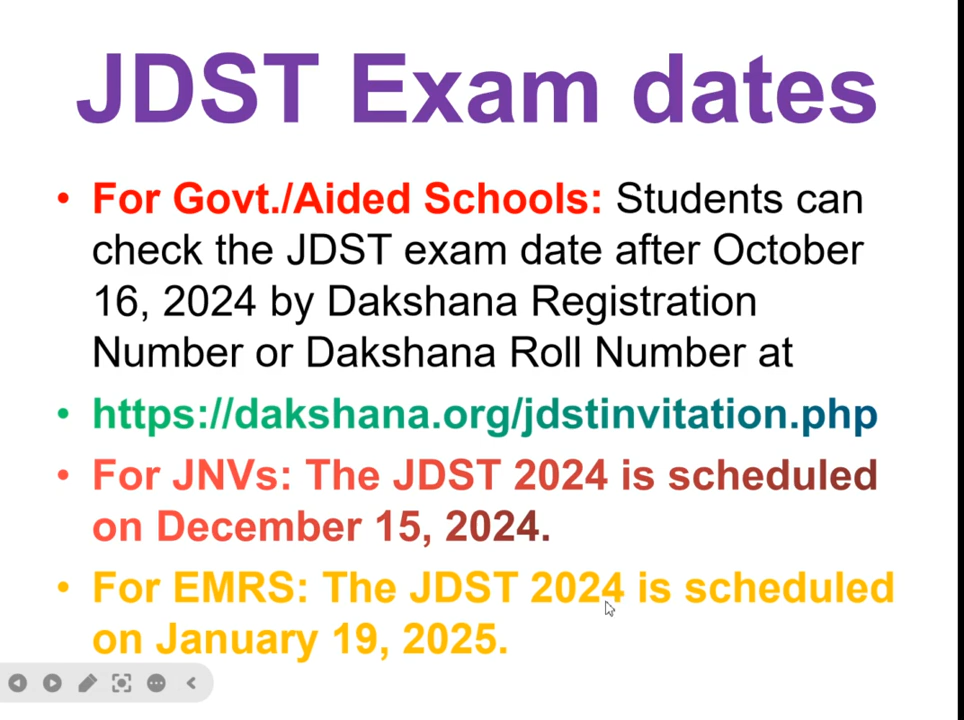 JDST Exam dates
• For Govt./Aided Schools: Students can
check the JDST exam date after October
16, 2024 by Dakshana Registration
Number or Dakshana Roll Number at
• https://dakshana.org/jdstinvitation.php
• For JNVs: The JDST 2024 is scheduled
on December 15, 2024.
• For EMRS: The JDST 2024 is scheduled
on January 19, 2025.